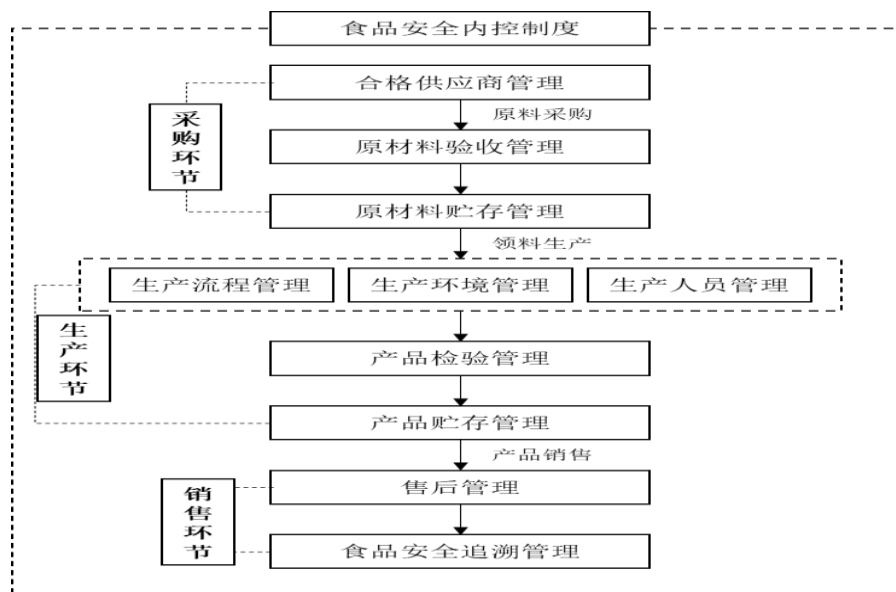 食品安全内控制度
合格供应商管理
原料采购
采购环节
原材料验收管理
原材料贮存管理
领料生产
生产流程管理
生产环境管理
生产人员管理
生产环节
产品检验管理
产品贮存管理
产品销售
售后管理
销售环节
食品安全追溯管理